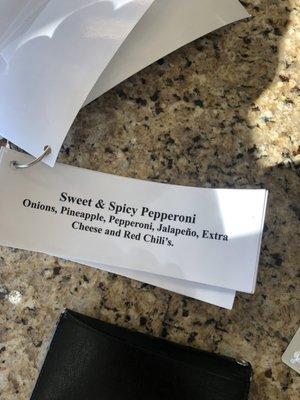 Sweet & Spicy Pepperoni
Onions, Pineapple, Pepperoni, Jalapeño, Extra
Cheese and Red Chili's.